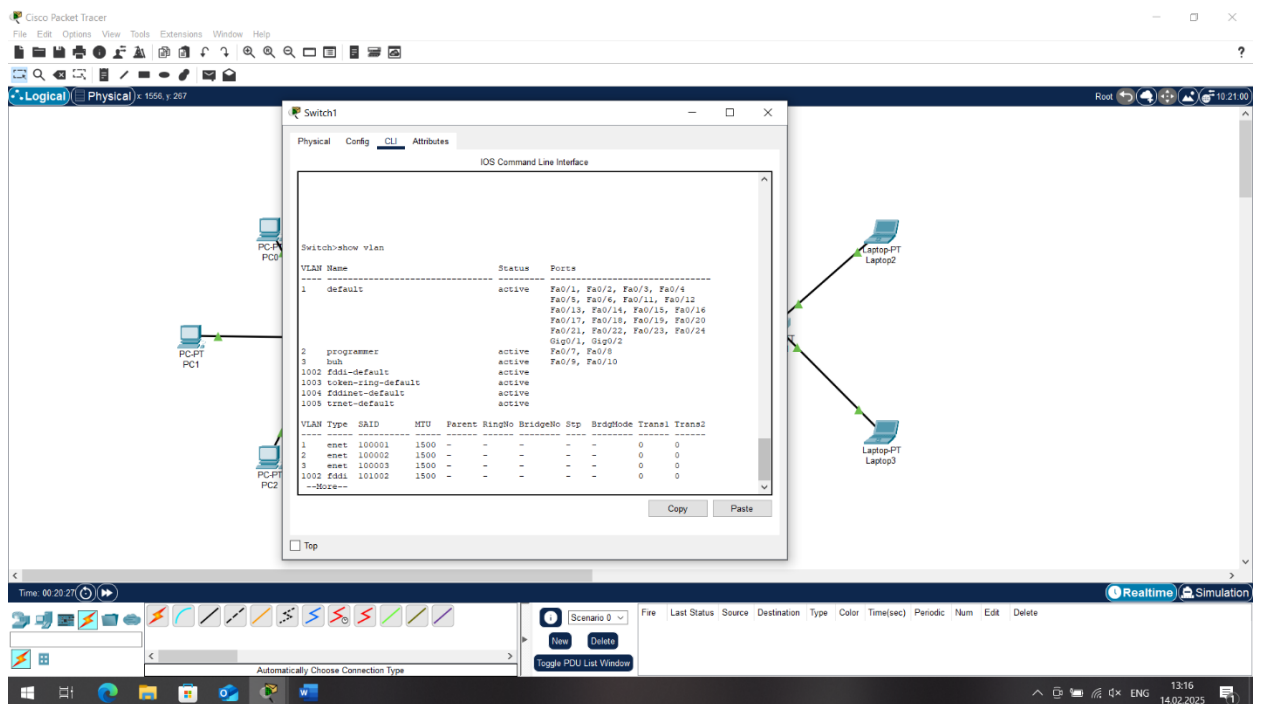 Cisco Packet Tracer
File Edit Options View Tools Extensions Window Help
?
Logical Physical x: 1556, y: 267 Root 10:21:00
Switch1
Physical Config CLI Attributes
IOS Command Line Interface
Switch>show vlan
VLAN Name Status Ports
---- -------------------------------- --------- -------------------------------
1 default active Fa0/1, Fa0/2, Fa0/3, Fa0/4
Fa0/5, Fa0/6, Fa0/11, Fa0/12
Fa0/13, Fa0/14, Fa0/15, Fa0/16
Fa0/17, Fa0/18, Fa0/19, Fa0/20
Fa0/21, Fa0/22, Fa0/23, Fa0/24
Gig0/1, Gig0/2
2 programmer active Fa0/7, Fa0/8
3 buh active Fa0/9, Fa0/10
1002 fddi-default active
1003 token-ring-default active
1004 fddinet-default active
1005 trnet-default active
VLAN Type SAID MTU Parent RingNo BridgeNo Stp BrdgMode Trans1 Trans2
---- ----- ---------- ----- ------ ------ -------- ---- -------- ------ ------
1 enet 100001 1500 - - - - - 0 0
2 enet 100002 1500 - - - - - 0 0
3 enet 100003 1500 - - - - - 0 0
1002 fddi 101002 1500 - - - - - 0 0
--More--
Copy Paste
Top
PC-P
PC0
PC-PT
PC1
PC-PT
PC2
Laptop-PT
Laptop2
T
Laptop-PT
Laptop3
Time: 00:20:27 Realtime Simulation
Scenario 0
New Delete
Toggle PDU List Window
Fire Last Status Source Destination Type Color Time(sec) Periodic Num Edit Delete
Automatically Choose Connection Type
ENG 13:16
14.02.2025